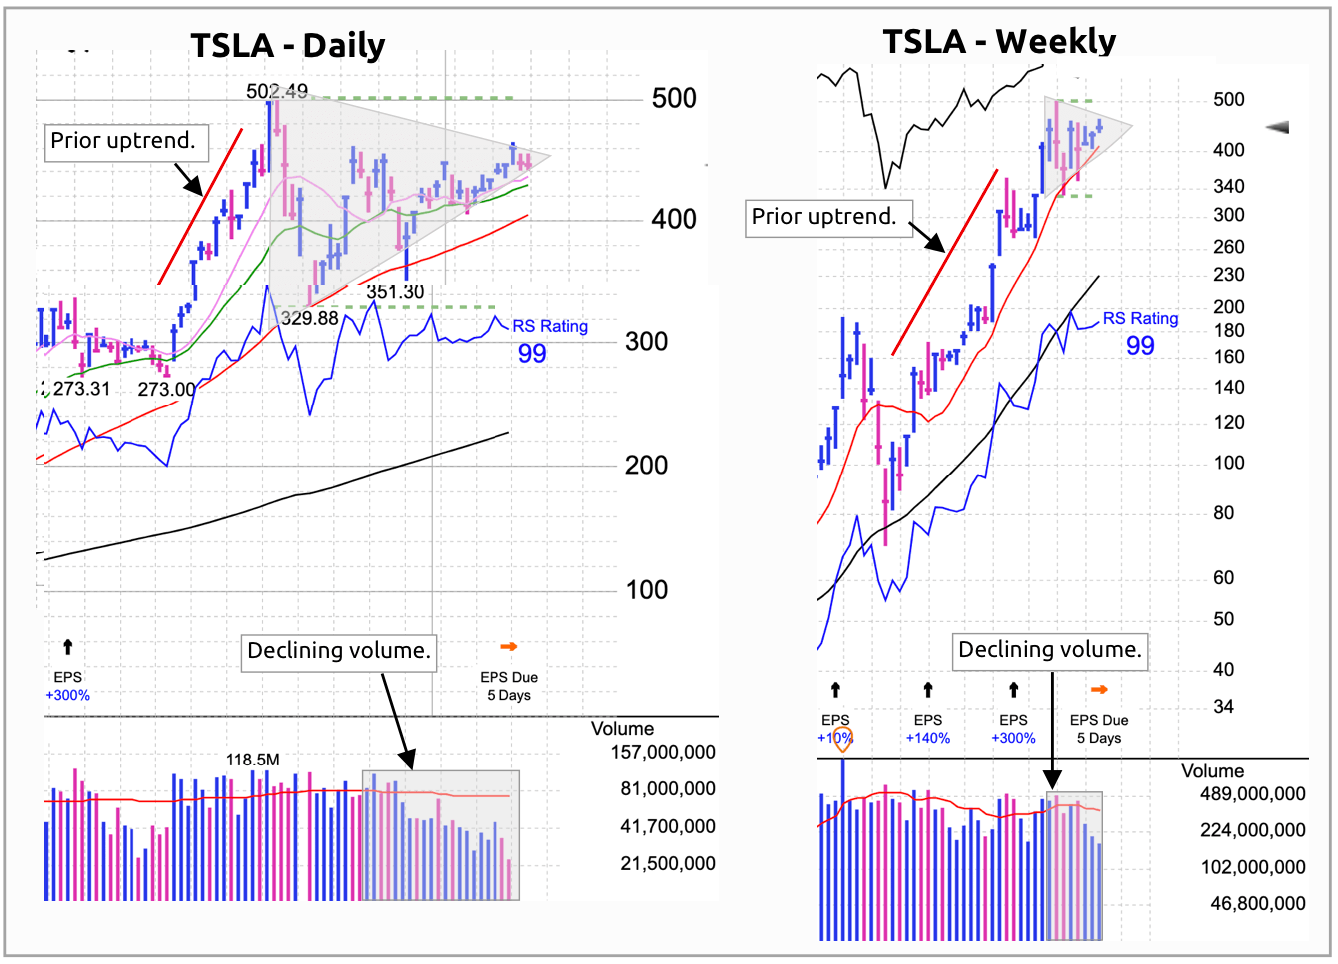 TSLA - Daily
502.49
500
Prior uptrend.
400
351.30
329.88
RS Rating
99
300
273.31
273.00
200
100
Declining volume.
EPS
+300%
EPS Due
5 Days
Volume
118.5M
157,000,000
81,000,000
41,700,000
21,500,000
TSLA - Weekly
500
400
340
Prior uptrend.
300
260
230
200
RS Rating
180
99
160
140
120
100
80
60
50
Declining volume.
40
34
EPS
+10%
EPS
+140%
EPS
+300%
EPS Due
5 Days
Volume
489,000,000
224,000,000
102,000,000
46,800,000